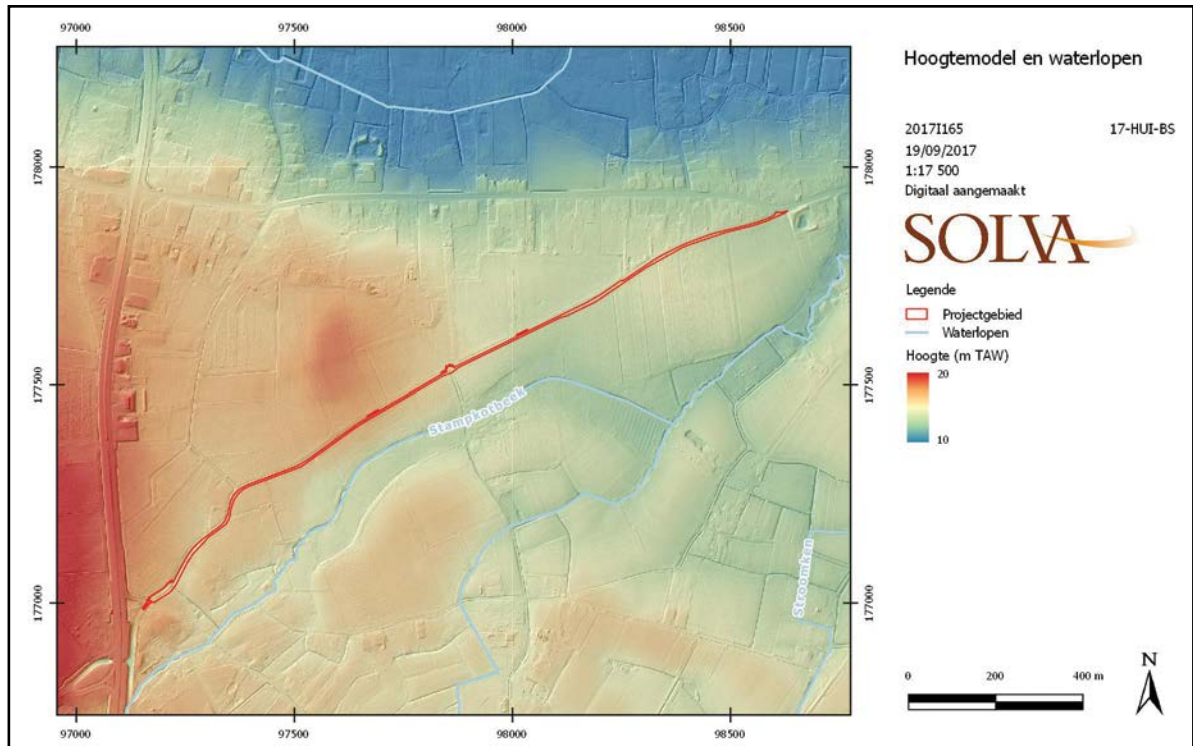 97000 97500 98000 98500
Hoogtemodel en waterlopen
2017I165 17-HUI-BS
19/09/2017
1:17 500
Digitaal aangemaakt
SOLVA
Legende
Projectgebied
Waterlopen
Hoogte (m TAW)
20
10
178000 178000
177500 177500
177000 177000
Stampkotbeek
Stroomken
97000 97500 98000 98500
0 200 400 m
N